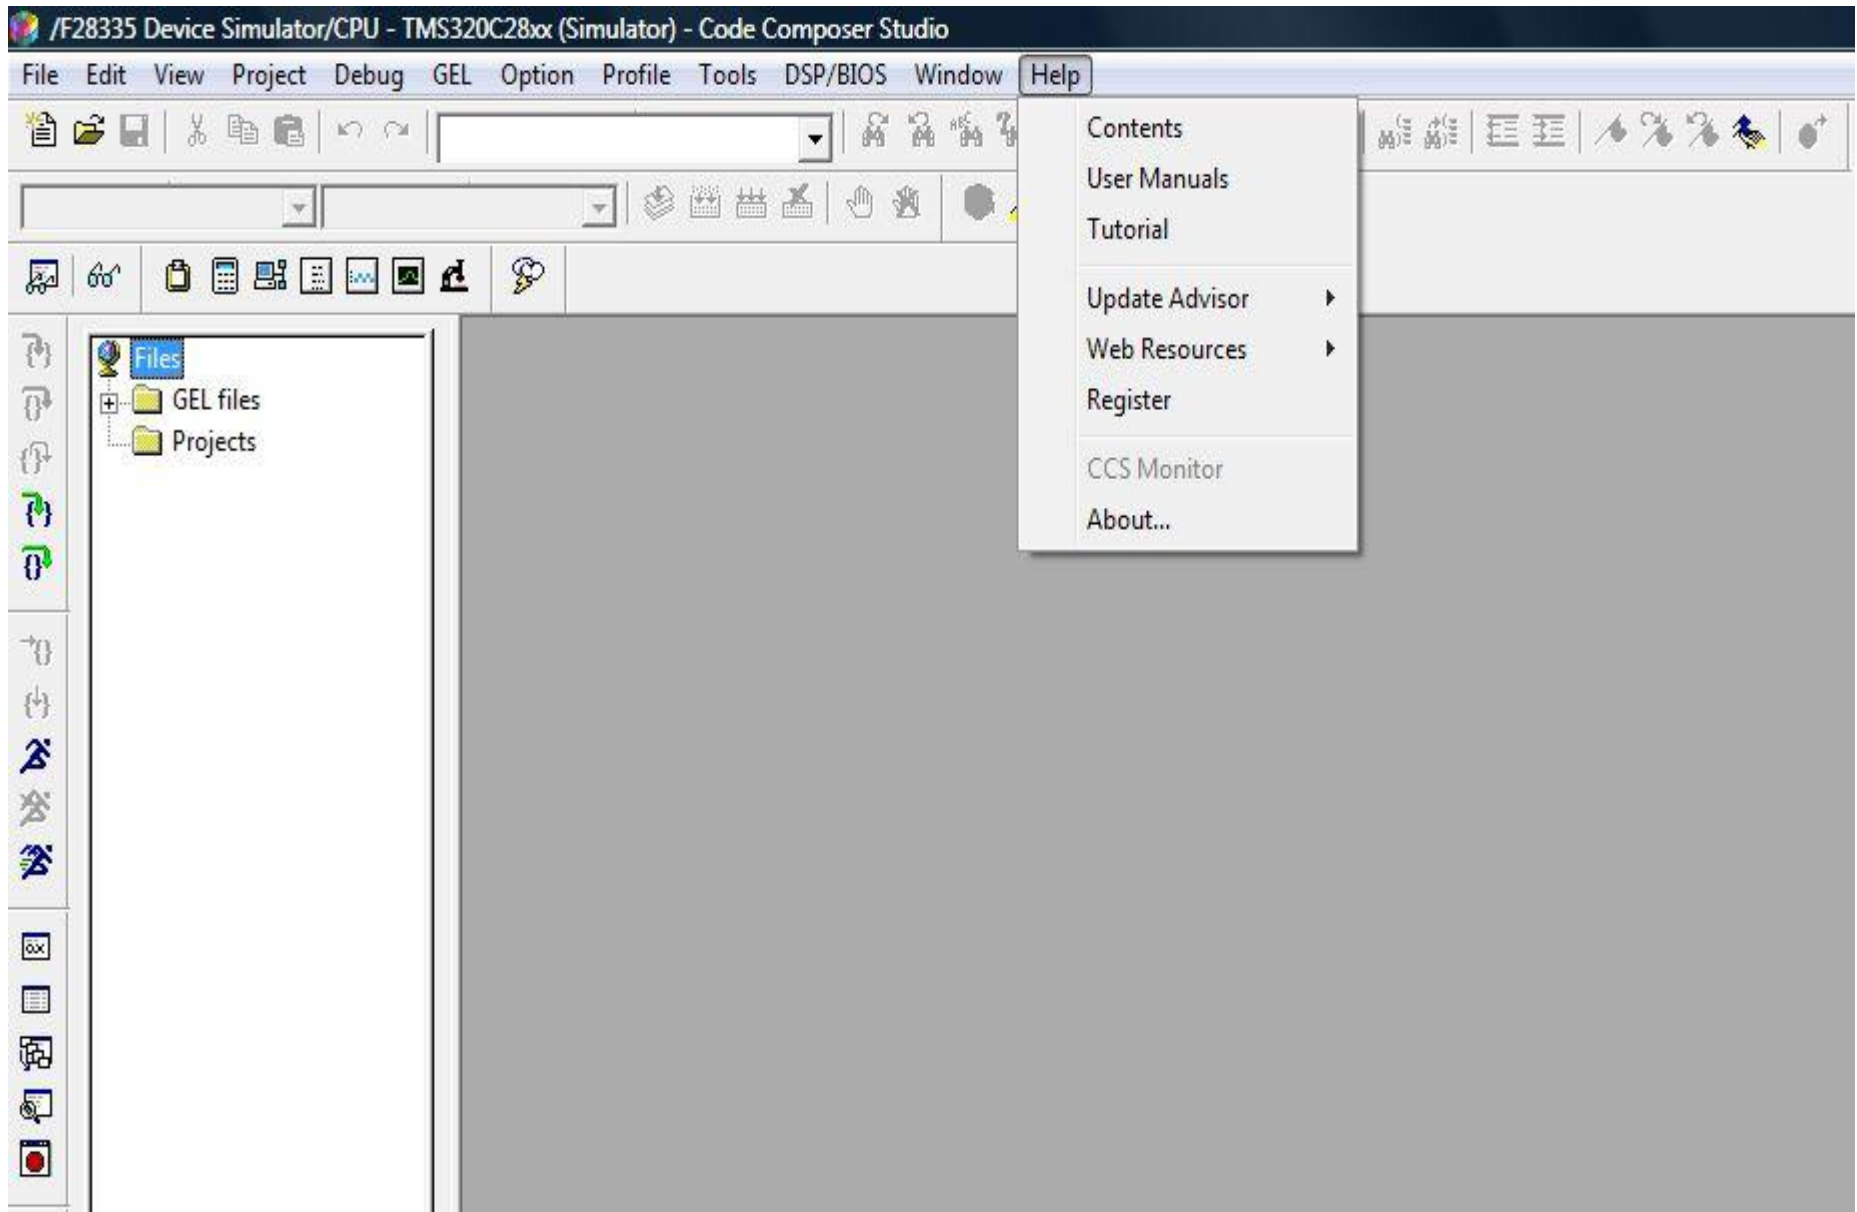 /F28335 Device Simulator/CPU - TMS320C28xx (Simulator) - Code Composer Studio
File Edit View Project Debug GEL Option Profile Tools DSP/BIOS Window Help
Contents
User Manuals
Tutorial
Update Advisor
Web Resources
Register
CCS Monitor
About...
Files
GEL files
Projects